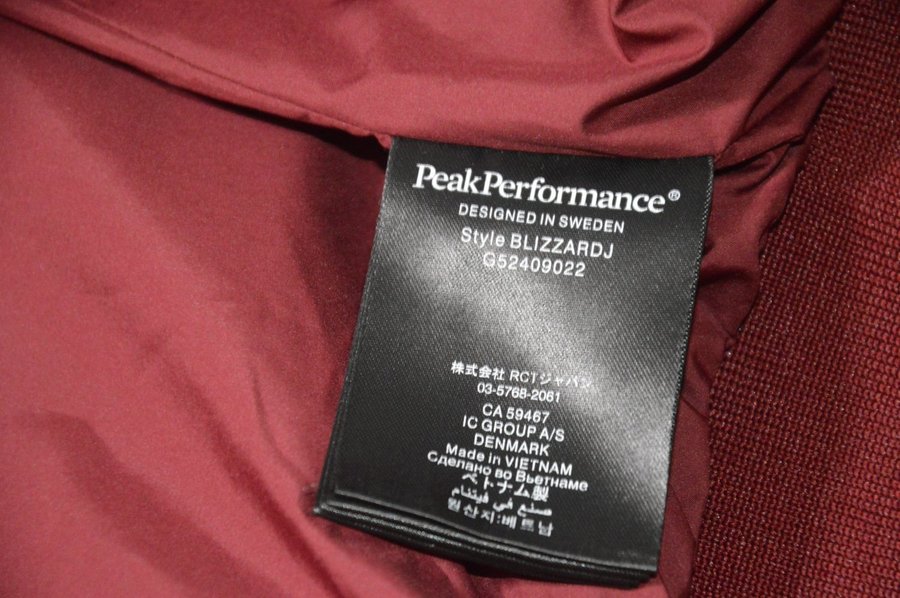 PeakPerformance®
DESIGNED IN SWEDEN
Style BLIZZARDJ
G52409022
株式会社 RCTジャパン
03-5768-2061
CA 59467
IC GROUP A/S
DENMARK
Made in VIETNAM
Сделано во Вьетнаме
ベトナム製
صنع في فيتنام
원산지:베트남